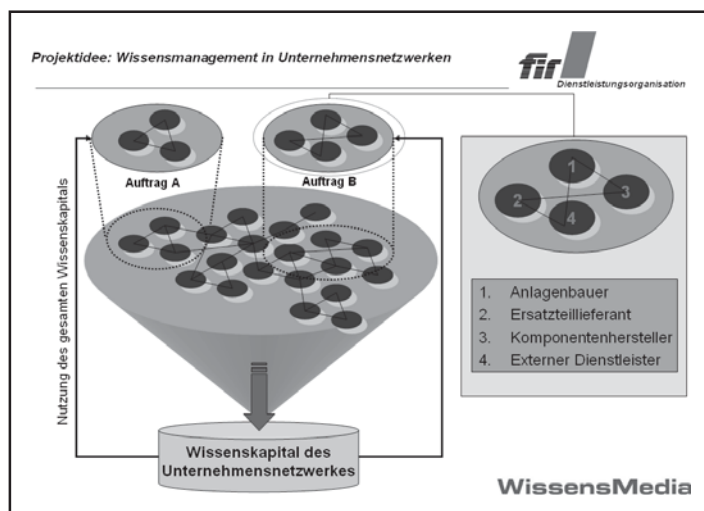 Projektidee: Wissensmanagement in Unternehmensnetzwerken
fir
Dienstleistungsorganisation
Auftrag A
Auftrag B
Nutzung des gesamten Wissenskapitals
1
2
3
4
1. Anlagenbauer
2. Ersatzteillieferant
3. Komponentenhersteller
4. Externer Dienstleister
Wissenskapital des
Unternehmensnetzwerkes
WissensMedia